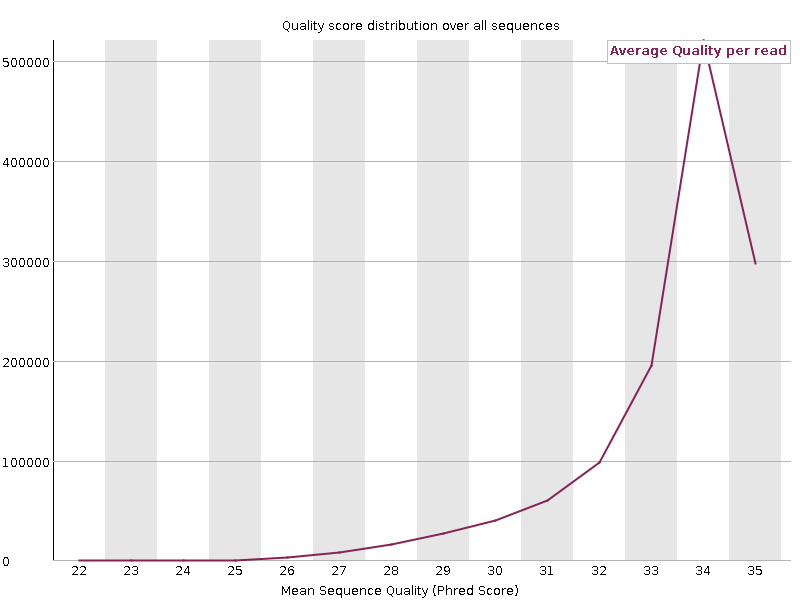 Quality score distribution over all sequences
Average Quality per read
500000
400000
300000
200000
100000
0
22 23 24 25 26 27 28 29 30 31 32 33 34 35
Mean Sequence Quality (Phred Score)